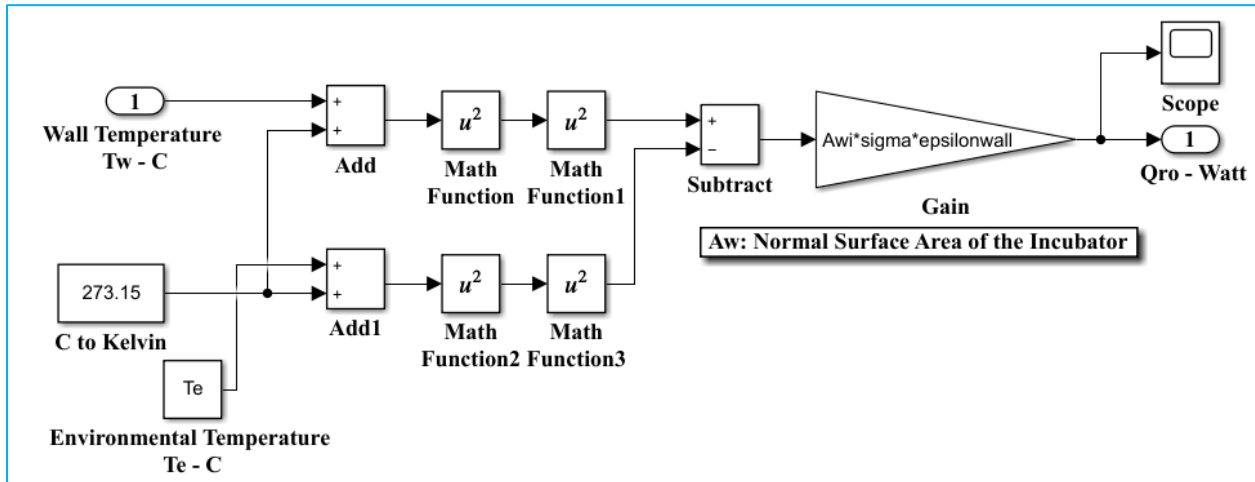 1
Wall Temperature
Tw - C
+
+
Add
u²
Math
Function
u²
Math
Function1
+
−
Subtract
Awi*sigma*epsilonwall
Gain
Scope
1
Qro - Watt
Aw: Normal Surface Area of the Incubator
273.15
C to Kelvin
+
+
Add1
u²
Math
Function2
u²
Math
Function3
Te
Environmental Temperature
Te - C